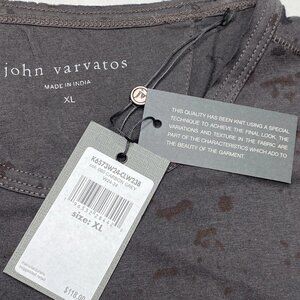 john varvatos
MADE IN INDIA
XL
THIS QUALITY HAS BEEN KNIT USING A SPECIAL
TECHNIQUE TO ACHIEVE THE FINAL LOOK. THE
VARIATIONS AND TEXTURE IN THE FABRIC ARE
PART OF THE CHARACTERISTICS WHICH ADD TO
THE BEAUTY OF THE GARMENT.
K6573W2-CLW23B
size: XL
$118.00